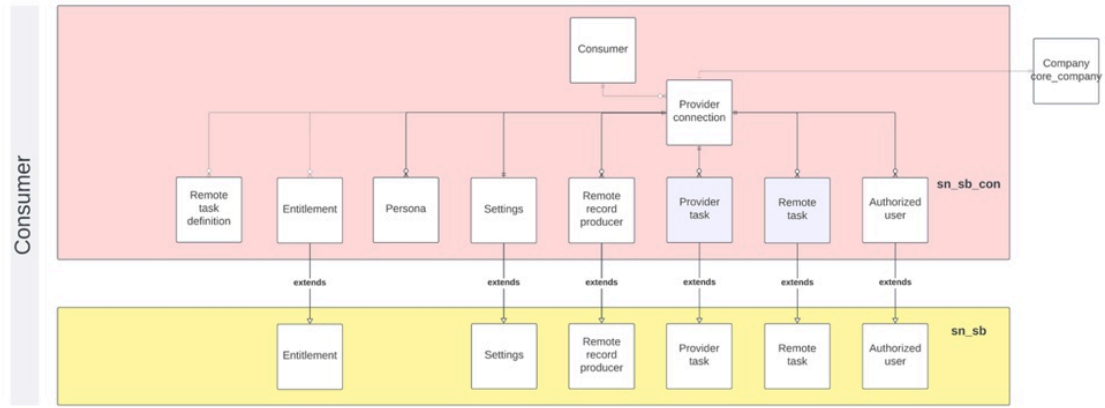 Consumer
Consumer
Company
core_company
Provider
connection
Remote
task
definition
Entitlement
Persona
Settings
Remote
record
producer
Provider
task
Remote
task
Authorized
user
sn_sb_con
extends
extends
extends
extends
extends
extends
sn_sb
Entitlement
Settings
Remote
record
producer
Provider
task
Remote
task
Authorized
user